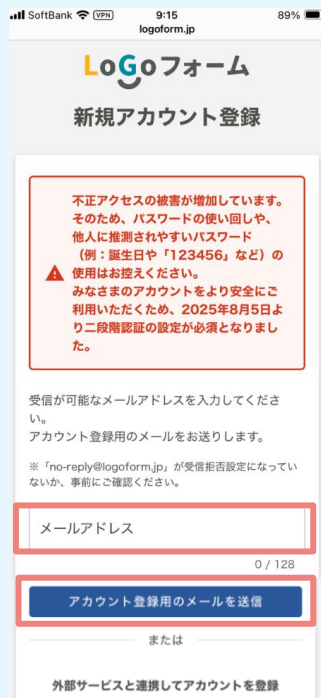 SoftBank VPN 9:15 89%
logoform.jp
LoGoフォーム
新規アカウント登録
不正アクセスの被害が増加しています。
そのため、パスワードの使い回しや、
他人に推測されやすいパスワード
（例：誕生日や「123456」など）の
使用はお控えください。
みなさまのアカウントをより安全にご
利用いただくため、2025年8月5日よ
り二段階認証の設定が必須となりまし
た。
受信が可能なメールアドレスを入力してくださ
い。
アカウント登録用のメールをお送りします。
※「no-reply@logoform.jp」が受信拒否設定になってい
ないか、事前にご確認ください。
メールアドレス
0 / 128
アカウント登録用のメールを送信
または
外部サービスと連携してアカウントを登録